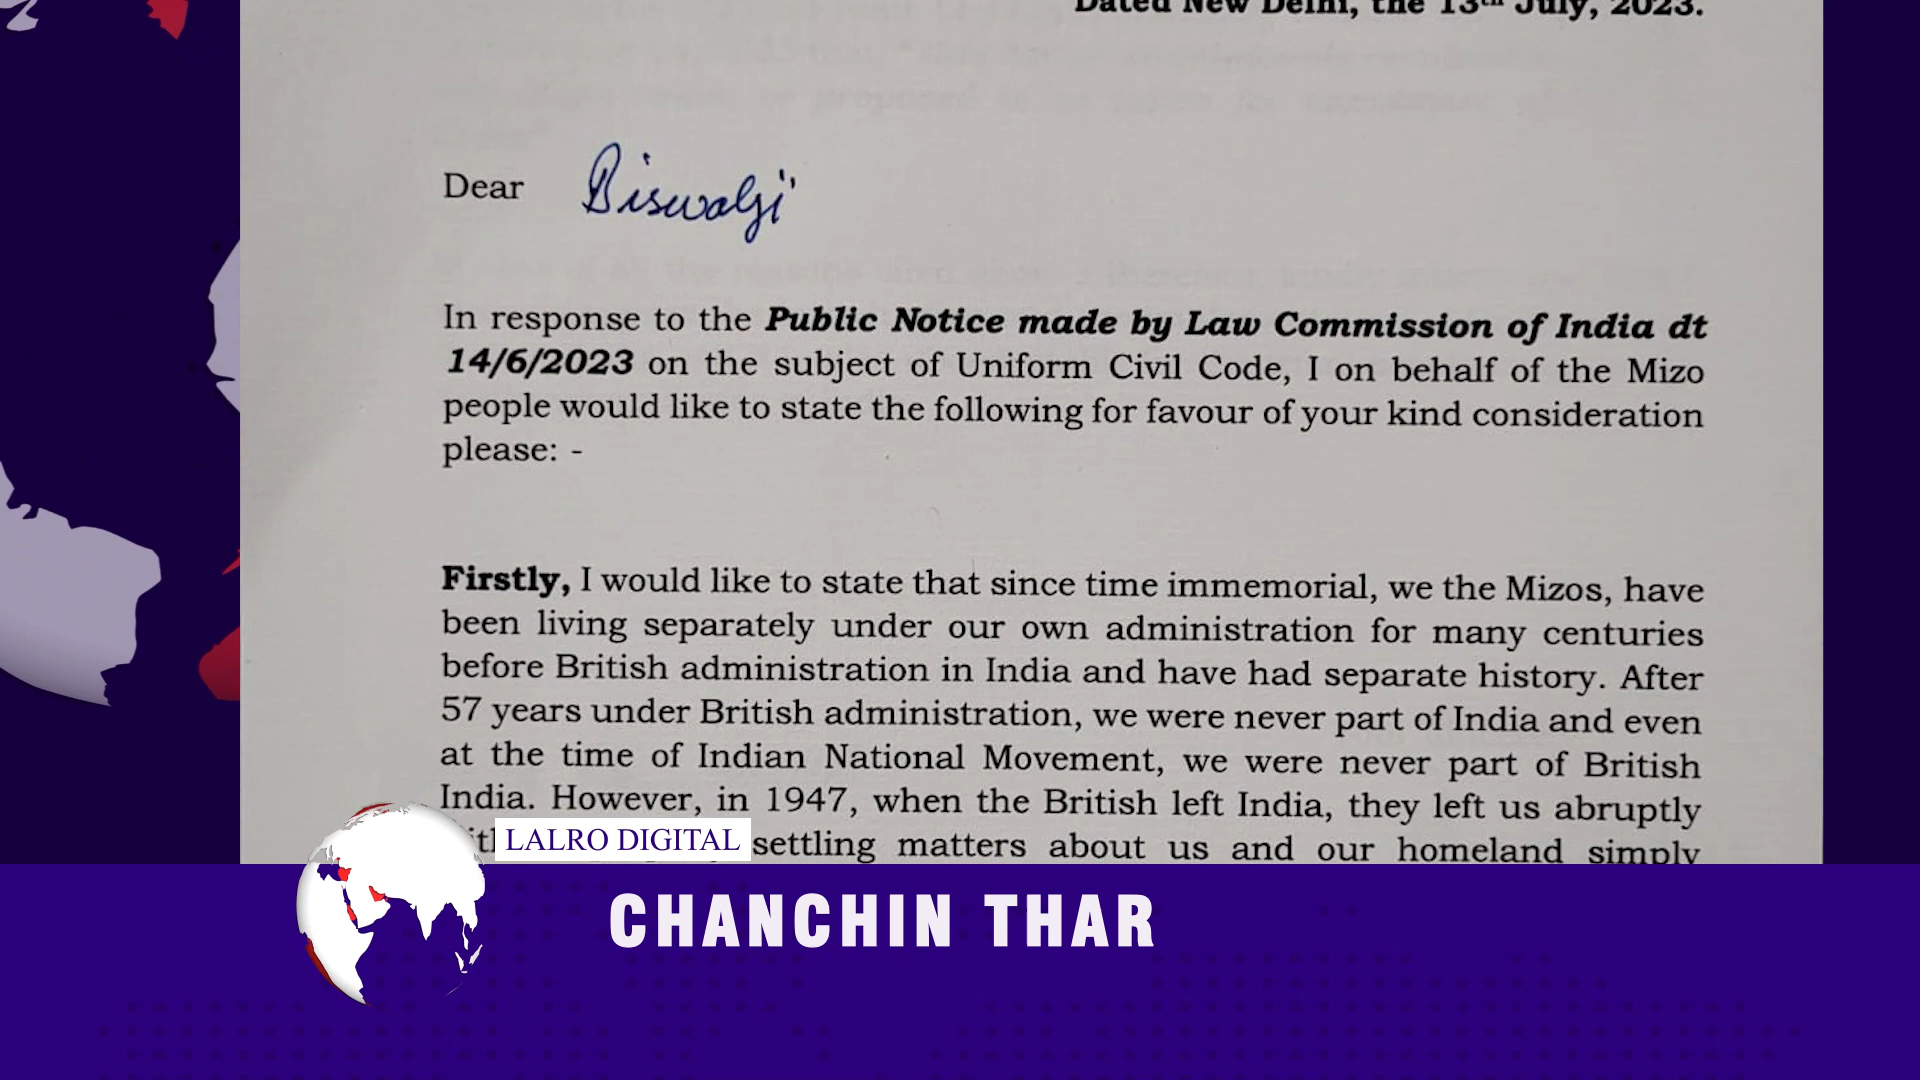 Dated New Delhi, the 13th July, 2023.
Dear Biswalji
In response to the Public Notice made by Law Commission of India dt
14/6/2023 on the subject of Uniform Civil Code, I on behalf of the Mizo
people would like to state the following for favour of your kind consideration
please: -
Firstly, I would like to state that since time immemorial, we the Mizos, have
been living separately under our own administration for many centuries
before British administration in India and have had separate history. After
57 years under British administration, we were never part of India and even
at the time of Indian National Movement, we were never part of British
India. However, in 1947, when the British left India, they left us abruptly
settling matters about us and our homeland simply
LALRO DIGITAL
CHANCHIN THAR